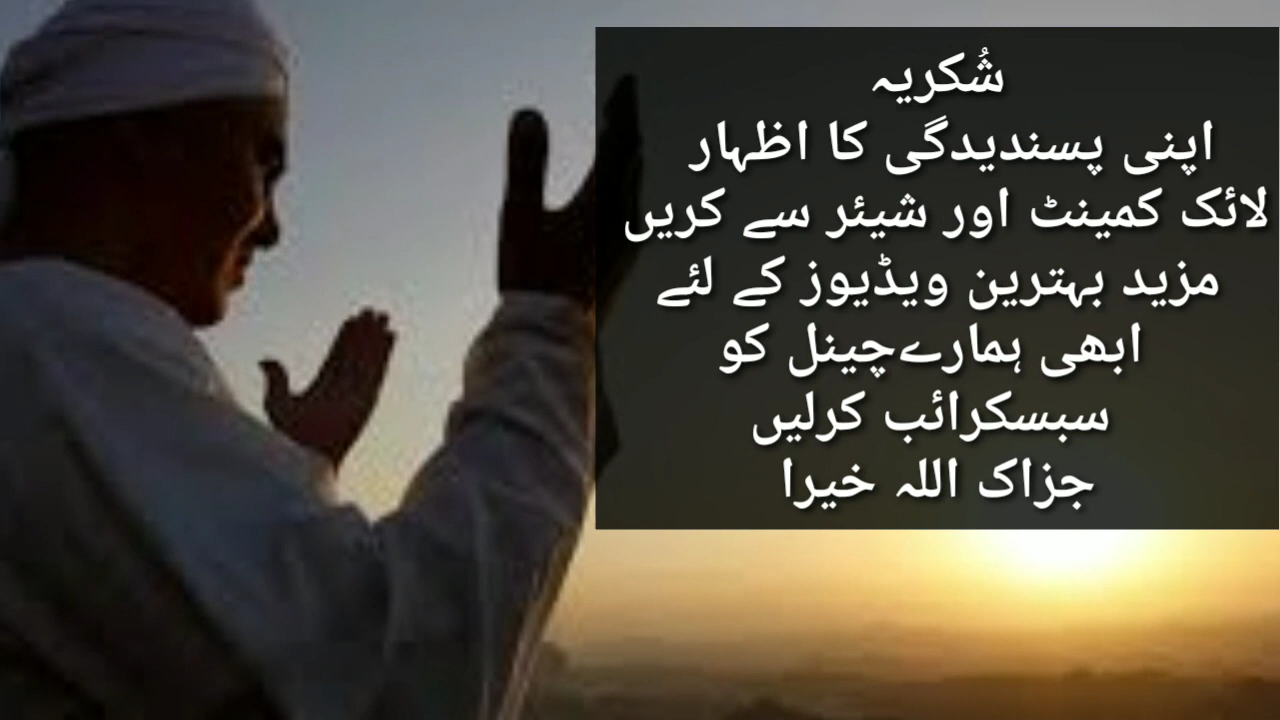 شُکریہ
اپنی پسندیدگی کا اظہار
لائک کمینٹ اور شیئر سے کریں
مزید بہترین ویڈیوز کے لئے
ابھی ہمارےچینل کو
سبسکرائب کرلیں
جزاک اللہ خیرا